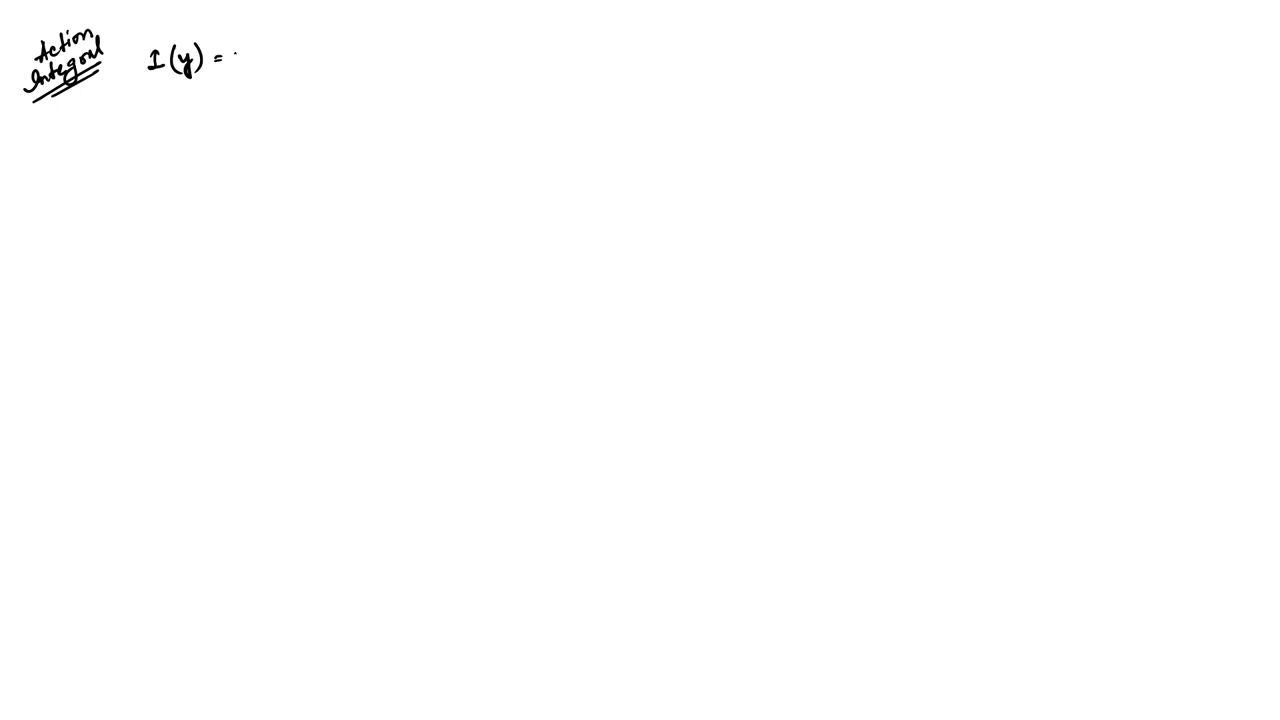 Action
Integral
I(y) =